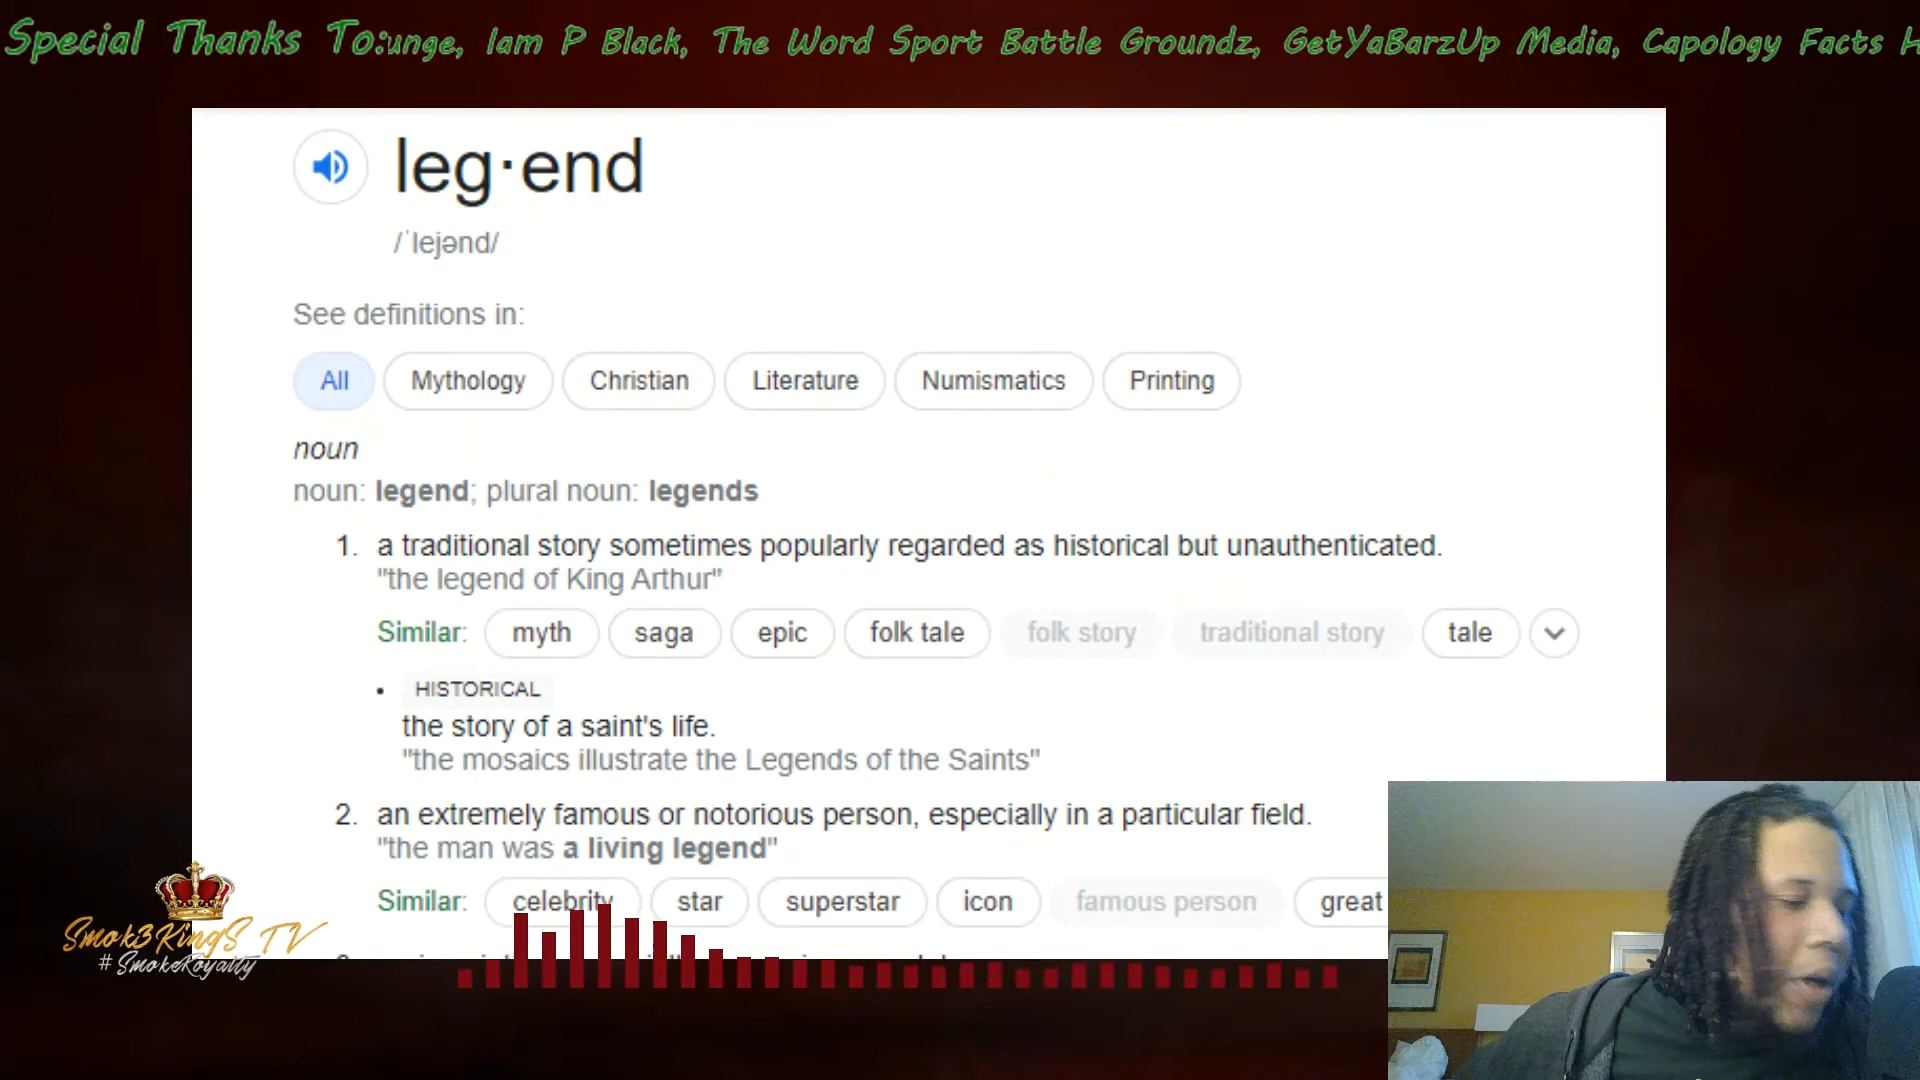 Special Thanks To:unge, Iam P Black, The Word Sport Battle Groundz, GetYaBarzUp Media, Capology Facts H
leg·end
/ˈlejənd/
See definitions in:
All Mythology Christian Literature Numismatics Printing
noun
noun: legend; plural noun: legends
1. a traditional story sometimes popularly regarded as historical but unauthenticated.
"the legend of King Arthur"
Similar: myth saga epic folk tale folk story traditional story tale
• HISTORICAL
the story of a saint's life.
"the mosaics illustrate the Legends of the Saints"
2. an extremely famous or notorious person, especially in a particular field.
"the man was a living legend"
Similar: celebrity star superstar icon famous person great
Smok3KingS TV
#SmokeRoyalty